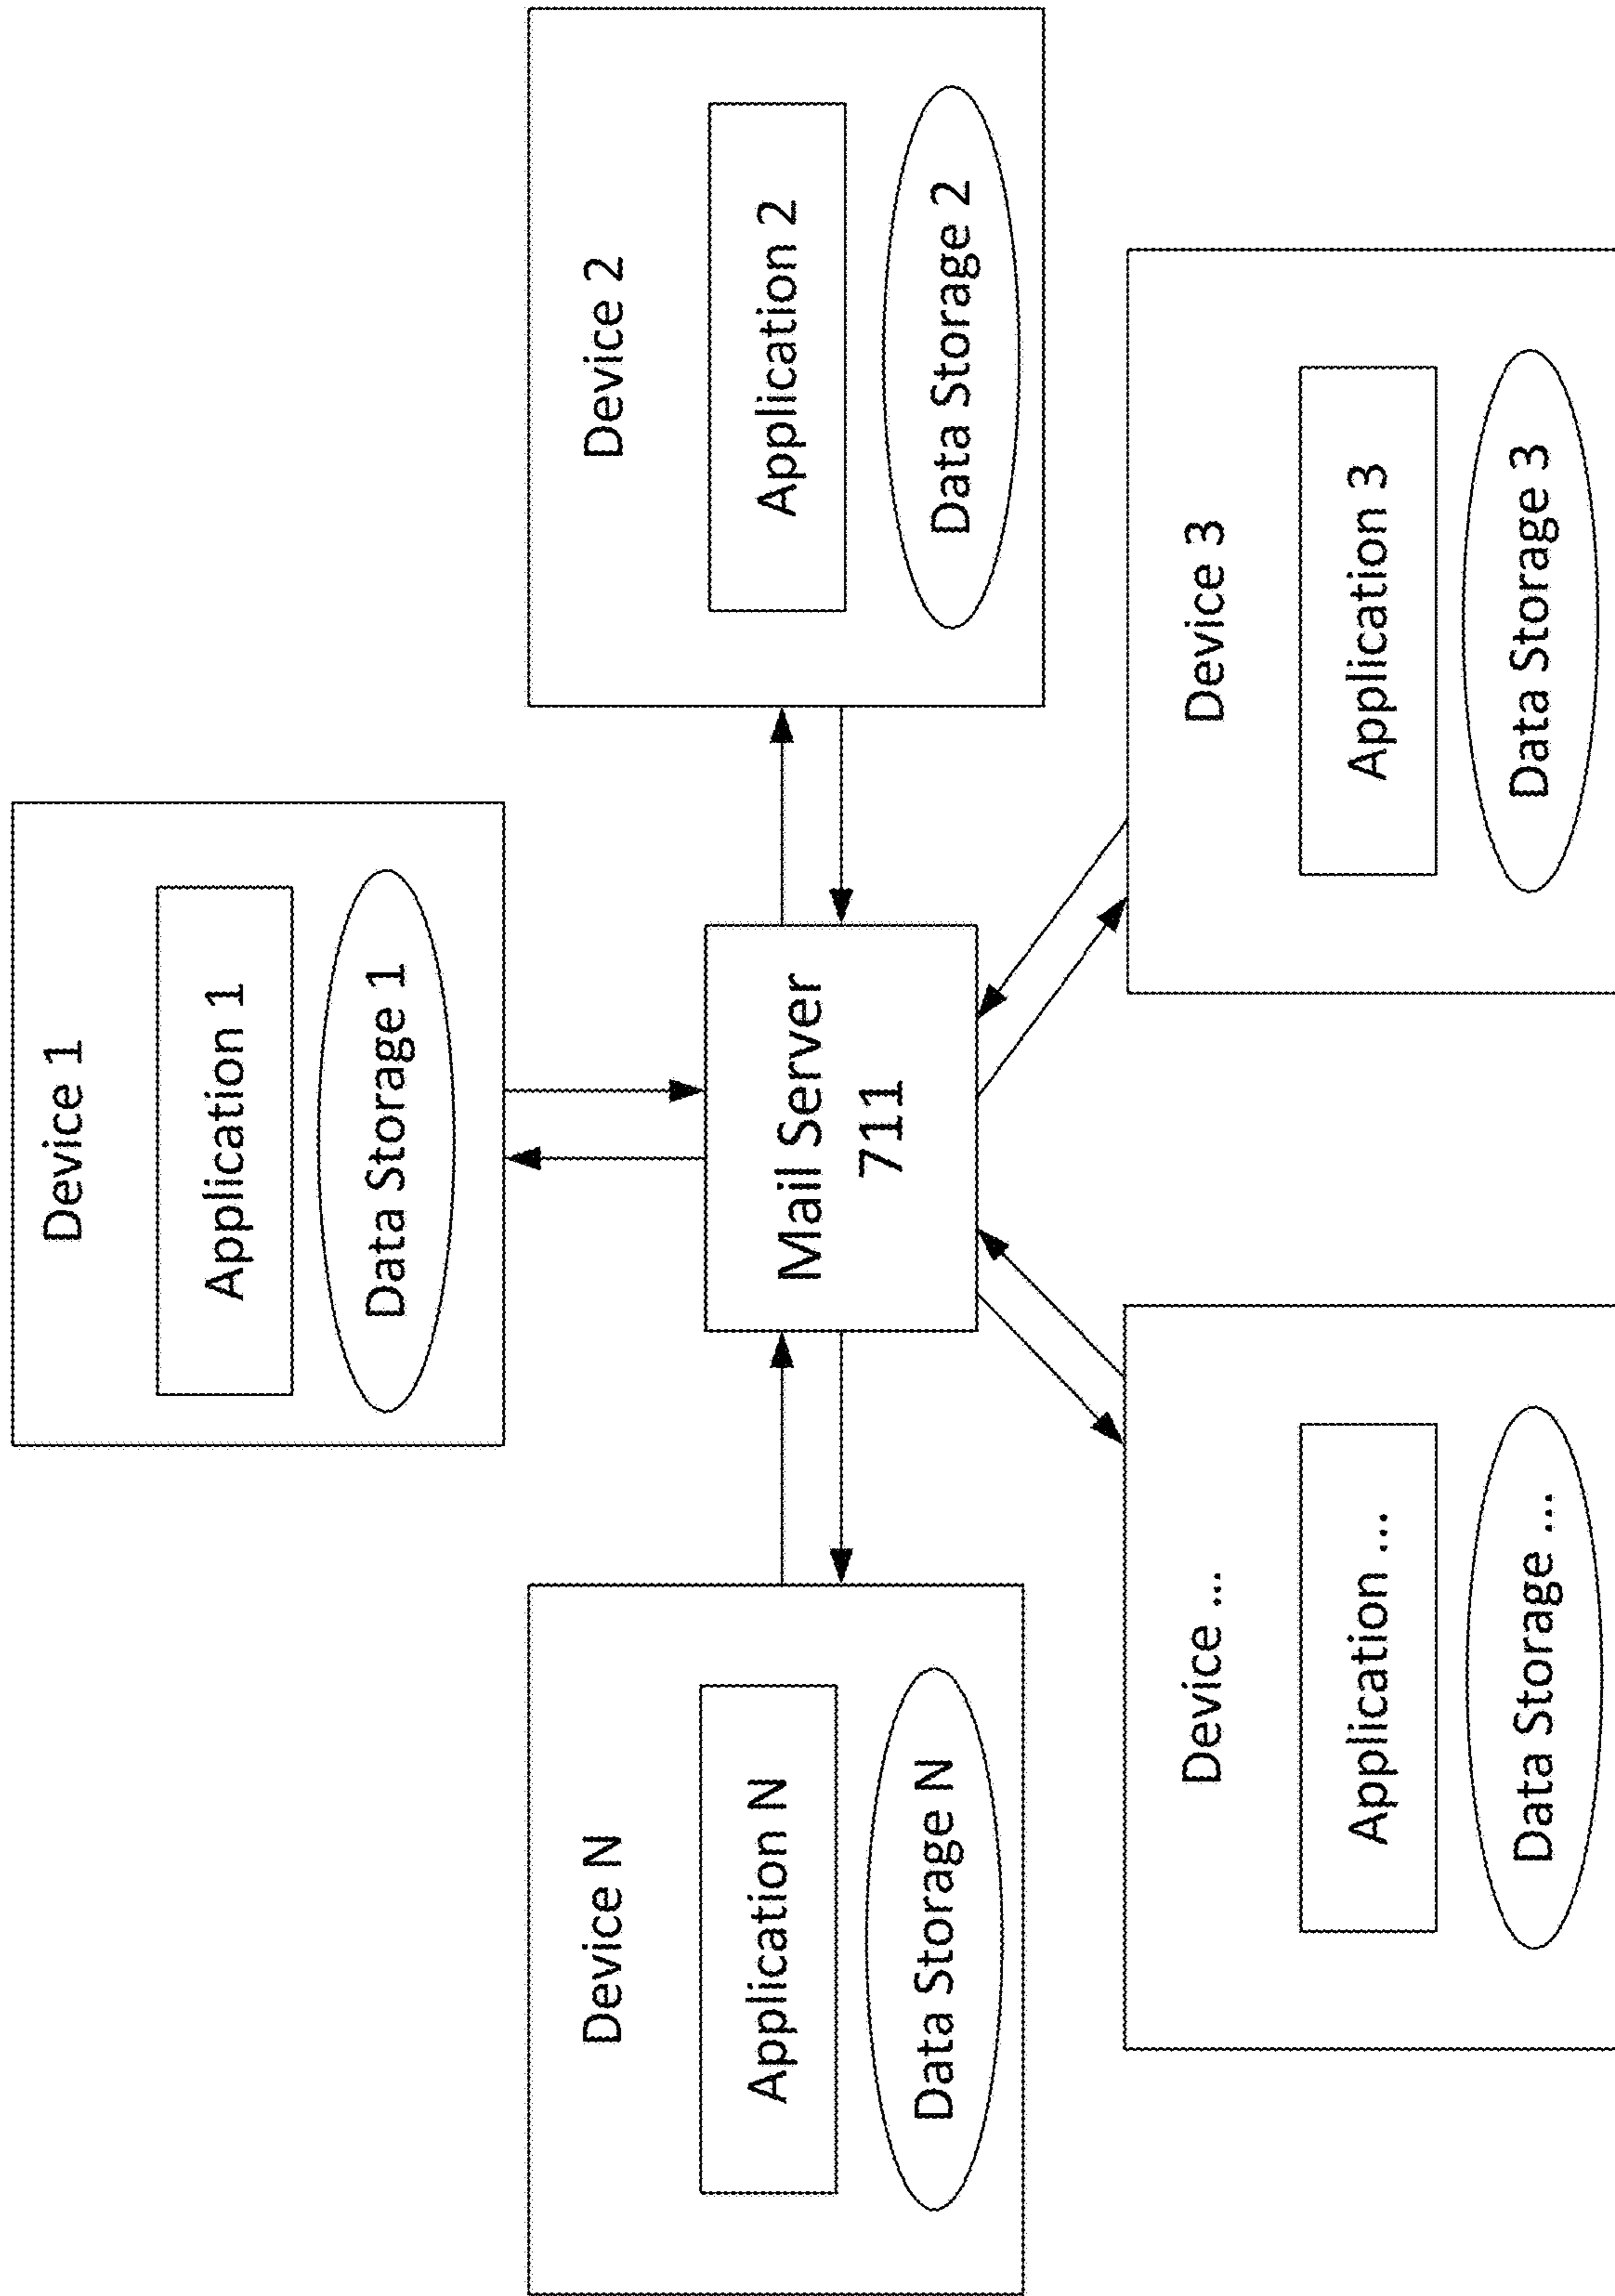 Device 1
Application 1
Data Storage 1
Device N
Application N
Data Storage N
Mail Server
711
Device 2
Application 2
Data Storage 2
Device ...
Application ...
Data Storage ...
Device 3
Application 3
Data Storage 3